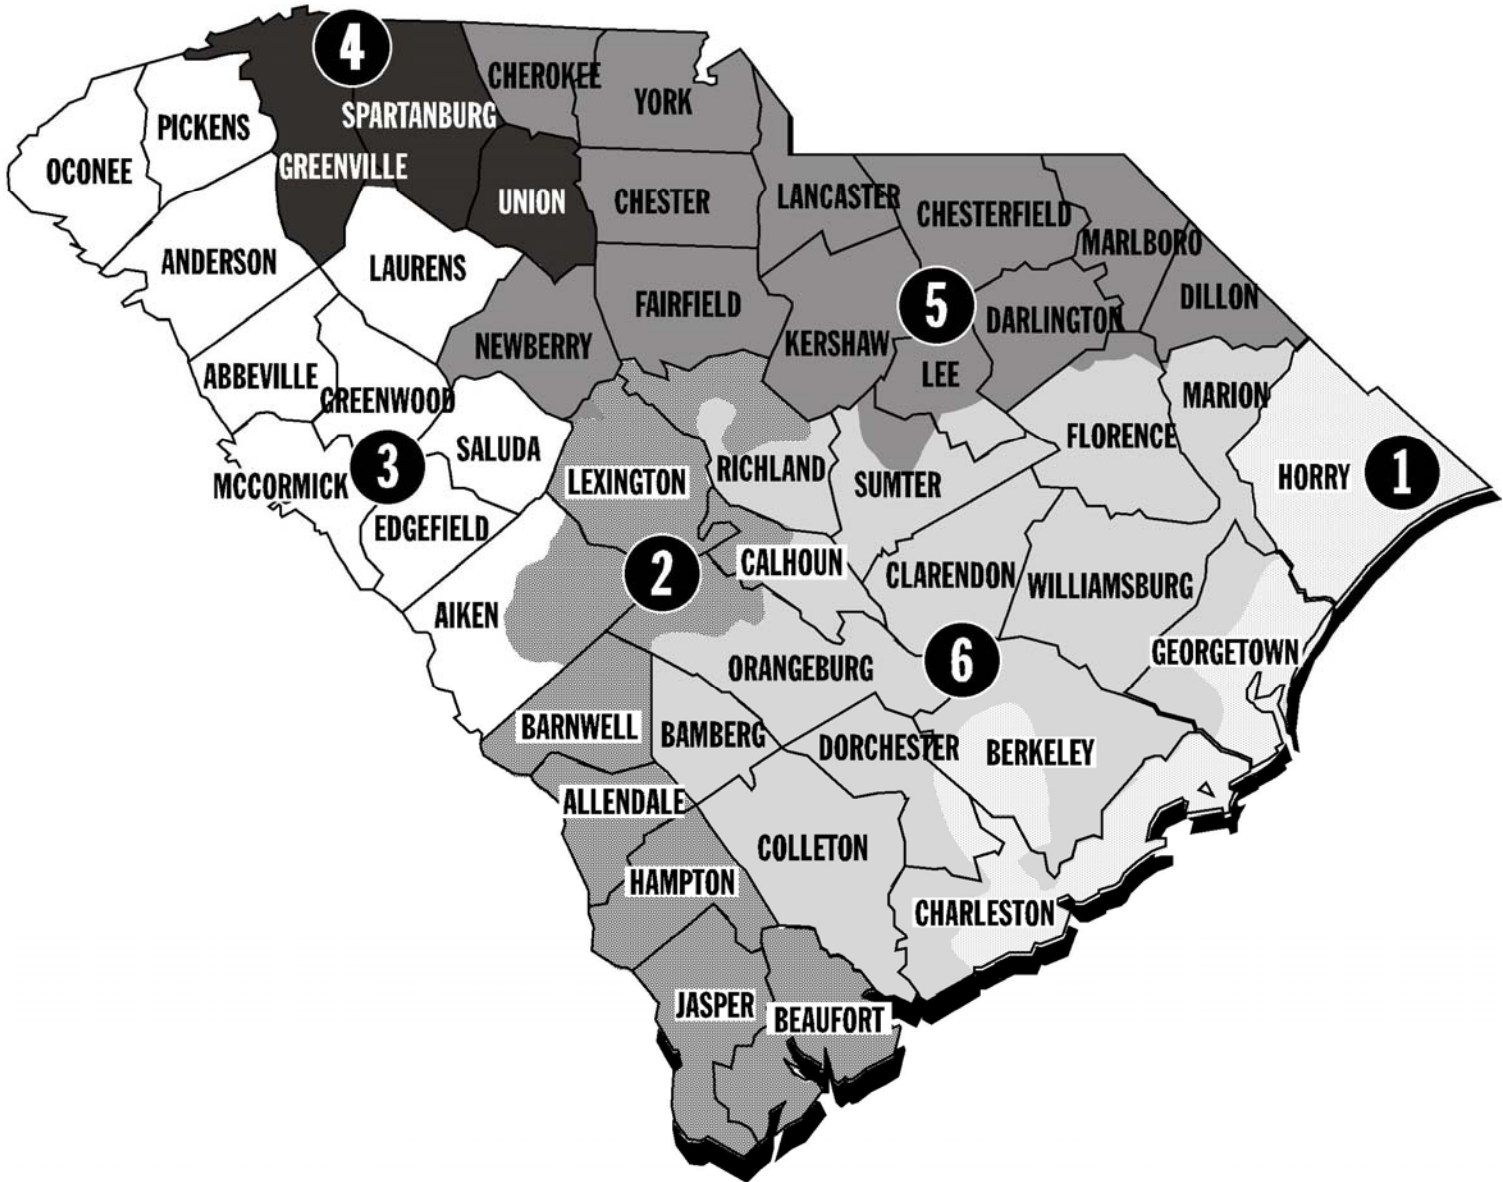 4
CHEROKEE
YORK
SPARTANBURG
PICKENS
OCONEE
GREENVILLE
UNION
CHESTER
LANCASTER
CHESTERFIELD
MARLBORO
ANDERSON
LAURENS
FAIRFIELD
5
DARLINGTON
DILLON
NEWBERRY
KERSHAW
LEE
ABBEVILLE
GREENWOOD
MARION
SALUDA
FLORENCE
3
MCCORMICK
LEXINGTON
RICHLAND
SUMTER
HORRY
1
EDGEFIELD
2
CALHOUN
CLARENDON
WILLIAMSBURG
AIKEN
ORANGEBURG
6
GEORGETOWN
BARNWELL
BAMBERG
DORCHESTER
BERKELEY
ALLENDALE
COLLETON
HAMPTON
CHARLESTON
JASPER
BEAUFORT